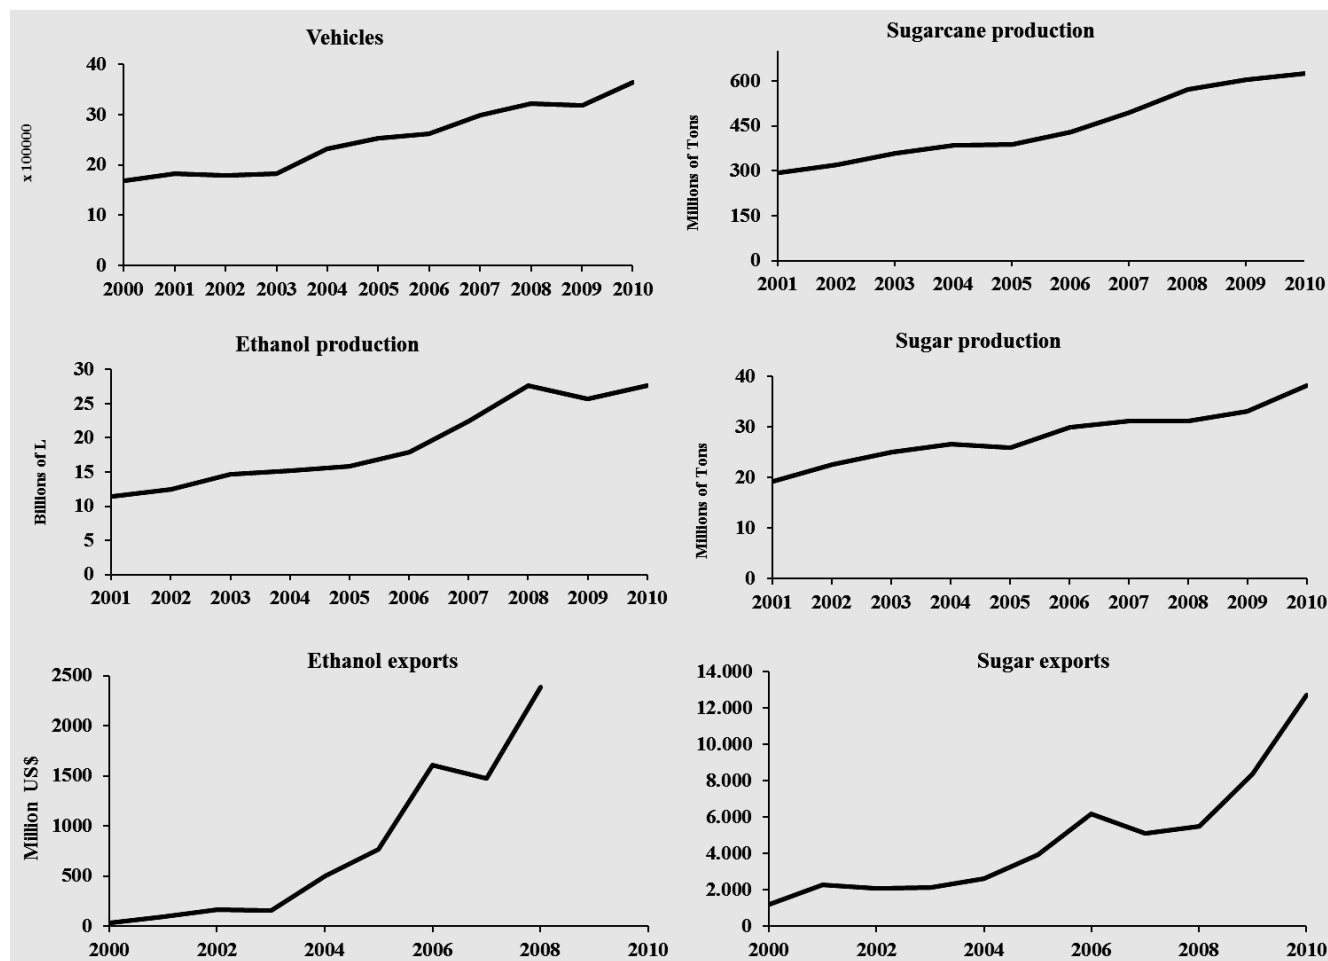 Vehicles
x 100000
40
30
20
10
0
2000 2001 2002 2003 2004 2005 2006 2007 2008 2009 2010
Sugarcane production
Millions of Tons
600
450
300
150
0
2001 2002 2003 2004 2005 2006 2007 2008 2009 2010
Ethanol production
Billions of L
30
25
20
15
10
5
0
2001 2002 2003 2004 2005 2006 2007 2008 2009 2010
Sugar production
Millions of Tons
40
30
20
10
0
2001 2002 2003 2004 2005 2006 2007 2008 2009 2010
Ethanol exports
Million US$
2500
2000
1500
1000
500
0
2000 2002 2004 2006 2008 2010
Sugar exports
14.000
12.000
10.000
8.000
6.000
4.000
2.000
0
2000 2002 2004 2006 2008 2010